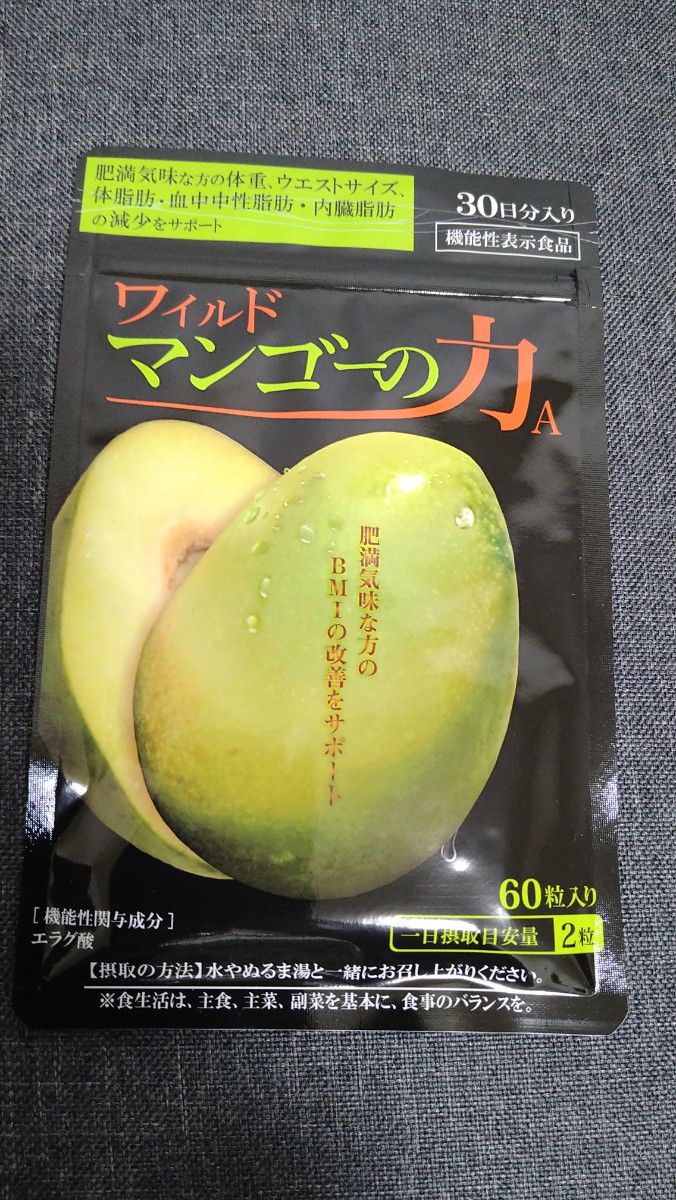 肥満気味な方の体重、ウエストサイズ、
体脂肪・血中中性脂肪・内臓脂肪
の減少をサポート
30日分入り
機能性表示食品
ワイルド
マンゴーの力A
肥満気味な方の
BMIの改善をサポート
60粒入り
一日摂取目安量 2粒
[機能性関与成分]
エラグ酸
【摂取の方法】水やぬるま湯と一緒にお召し上がりください。
※食生活は、主食、主菜、副菜を基本に、食事のバランスを。